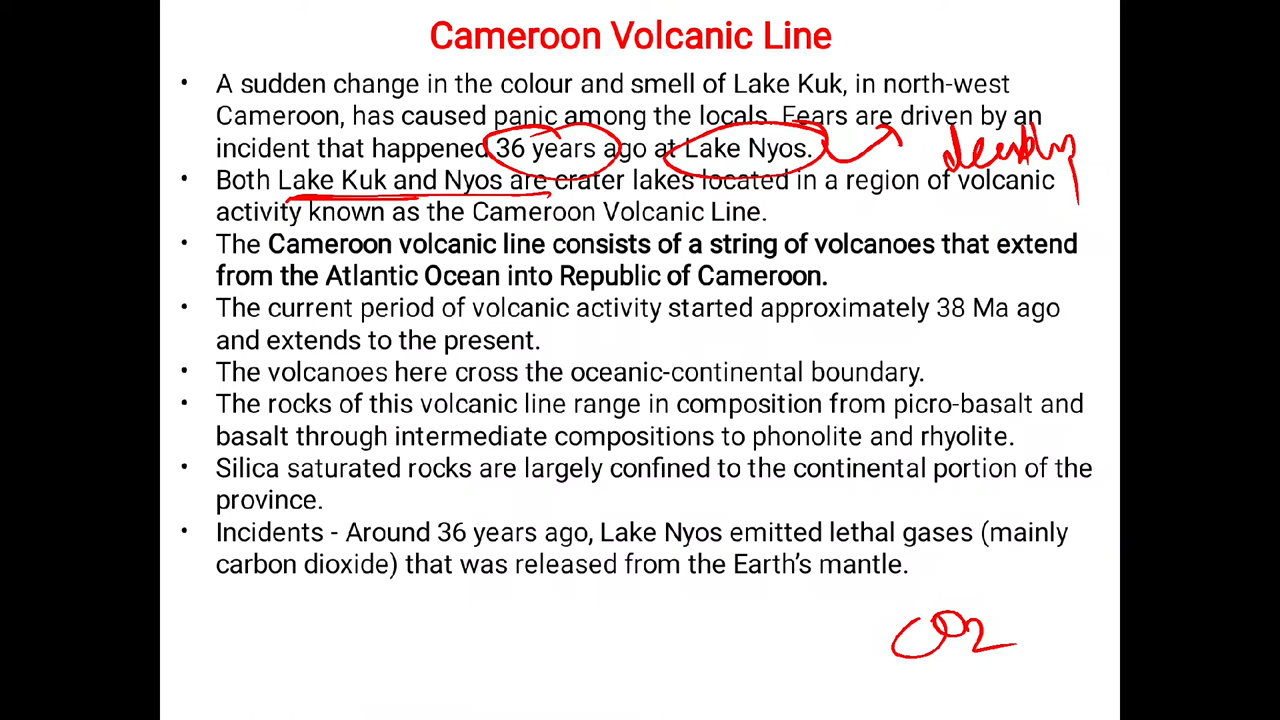 Cameroon Volcanic Line
• A sudden change in the colour and smell of Lake Kuk, in north-west
Cameroon, has caused panic among the locals. Fears are driven by an
incident that happened 36 years ago at Lake Nyos.
• Both Lake Kuk and Nyos are crater lakes located in a region of volcanic
activity known as the Cameroon Volcanic Line.
• The Cameroon volcanic line consists of a string of volcanoes that extend
from the Atlantic Ocean into Republic of Cameroon.
• The current period of volcanic activity started approximately 38 Ma ago
and extends to the present.
• The volcanoes here cross the oceanic-continental boundary.
• The rocks of this volcanic line range in composition from picro-basalt and
basalt through intermediate compositions to phonolite and rhyolite.
• Silica saturated rocks are largely confined to the continental portion of the
province.
• Incidents - Around 36 years ago, Lake Nyos emitted lethal gases (mainly
carbon dioxide) that was released from the Earth's mantle.
CO2